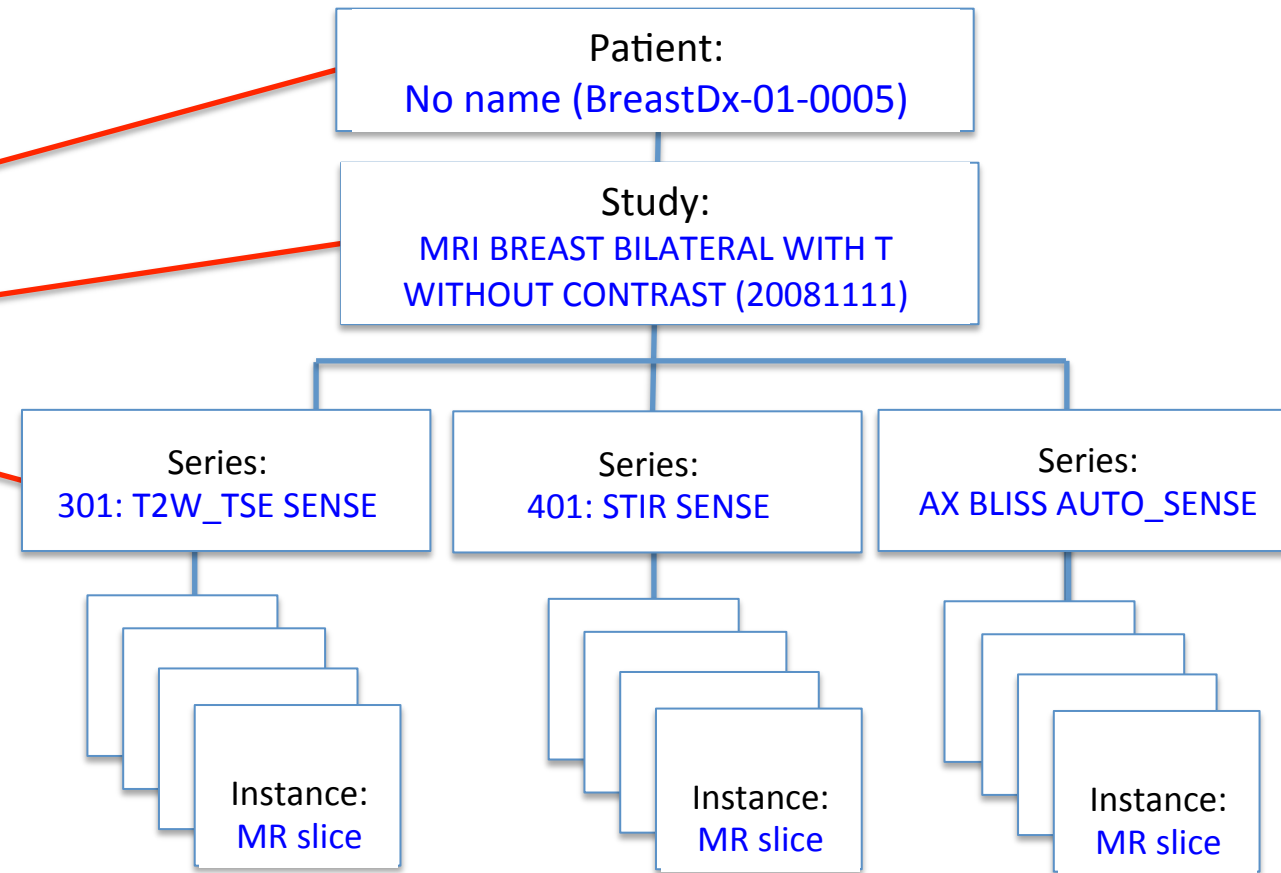 Patient:
No name (BreastDx-01-0005)
Study:
MRI BREAST BILATERAL WITH T
WITHOUT CONTRAST (20081111)
Series:
301: T2W_TSE SENSE
Series:
401: STIR SENSE
Series:
AX BLISS AUTO_SENSE
Instance:
MR slice
Instance:
MR slice
Instance:
MR slice